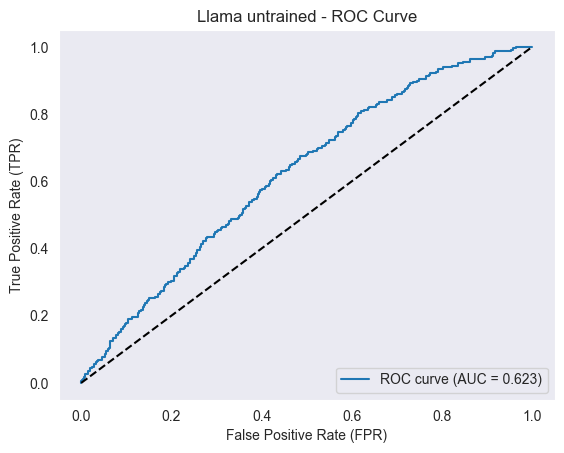 Llama untrained - ROC Curve
1.0
0.8
0.6
0.4
0.2
0.0
True Positive Rate (TPR)
ROC curve (AUC = 0.623)
0.0 0.2 0.4 0.6 0.8 1.0
False Positive Rate (FPR)